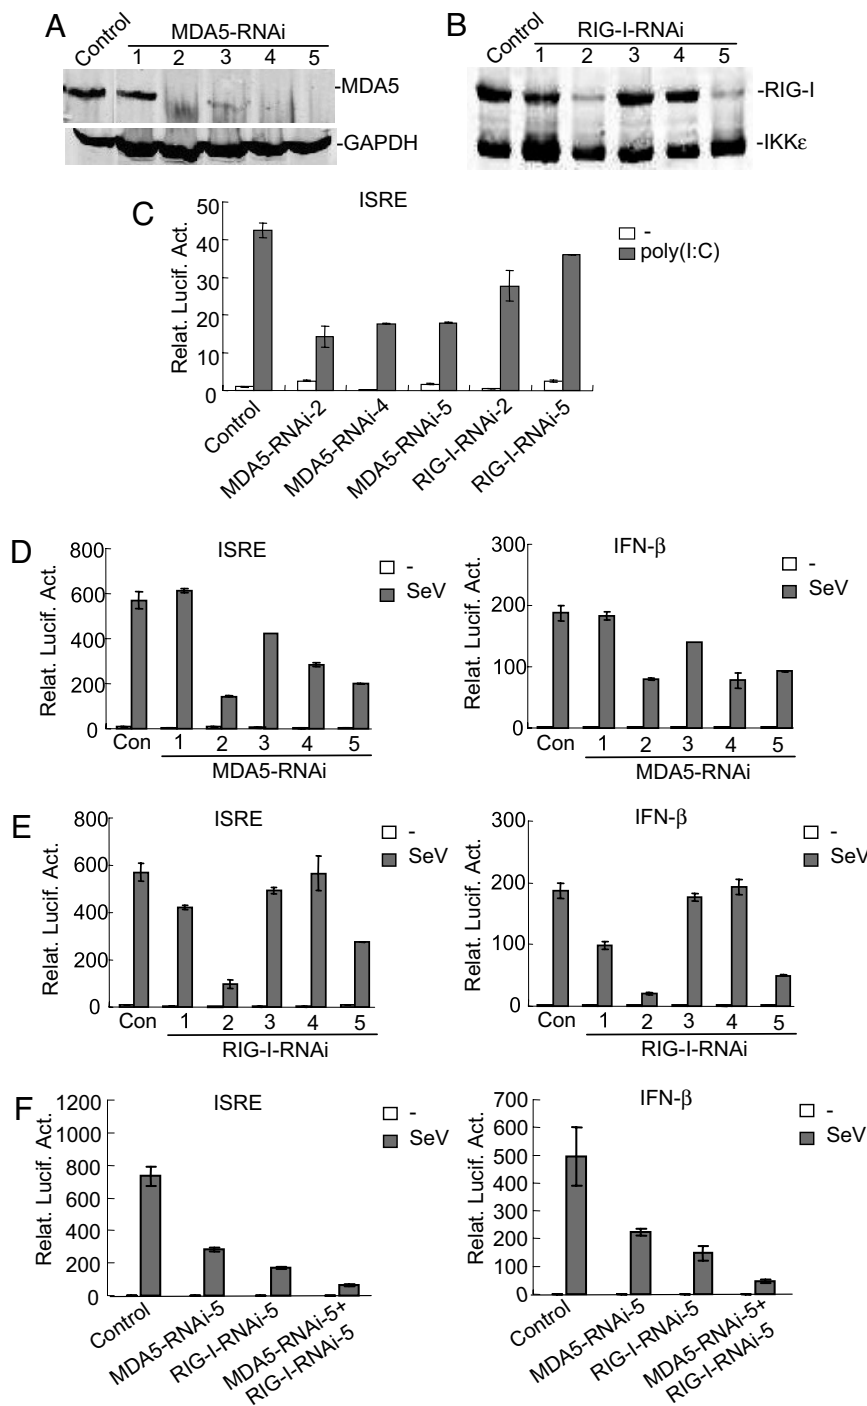 A
Control
MDA5-RNAi
1 2 3 4 5
-MDA5
-GAPDH
B
Control
RIG-I-RNAi
1 2 3 4 5
-RIG-I
-IKKε
C
ISRE
Relat. Lucif. Act.
50
40
30
20
10
0
-
poly(I:C)
Control
MDA5-RNAi-2
MDA5-RNAi-4
MDA5-RNAi-5
RIG-I-RNAi-2
RIG-I-RNAi-5
D
ISRE
Relat. Lucif. Act.
800
600
400
200
0
-
SeV
Con 1 2 3 4 5
MDA5-RNAi
IFN-β
Relat. Lucif. Act.
300
200
100
0
-
SeV
Con 1 2 3 4 5
MDA5-RNAi
E
ISRE
Relat. Lucif. Act.
800
600
400
200
0
-
SeV
Con 1 2 3 4 5
RIG-I-RNAi
IFN-β
Relat. Lucif. Act.
300
200
100
0
-
SeV
Con 1 2 3 4 5
RIG-I-RNAi
F
ISRE
Relat. Lucif. Act.
1200
1000
800
600
400
200
0
-
SeV
Control
MDA5-RNAi-5
RIG-I-RNAi-5
MDA5-RNAi-5+
RIG-I-RNAi-5
IFN-β
Relat. Lucif. Act.
700
600
500
400
300
200
100
0
-
SeV
Control
MDA5-RNAi-5
RIG-I-RNAi-5
MDA5-RNAi-5+
RIG-I-RNAi-5